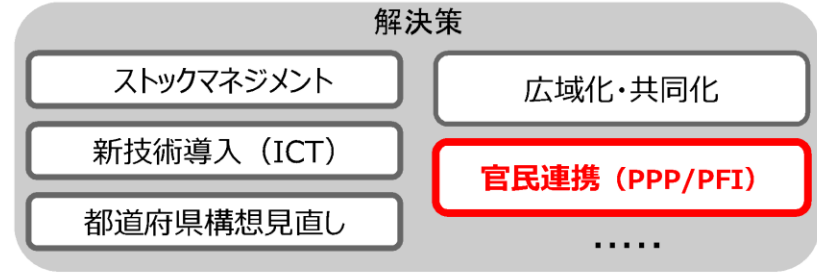 解決策
ストックマネジメント
新技術導入（ICT）
都道府県構想見直し
広域化・共同化
官民連携（PPP/PFI）
・・・・・